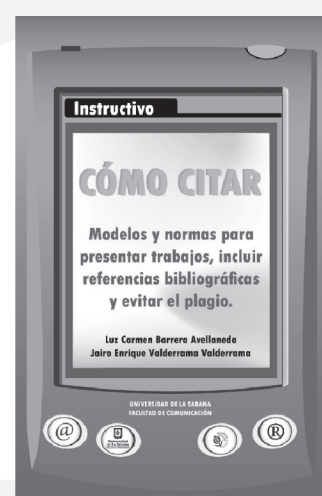 Instructivo
CÓMO CITAR
Modelos y normas para
presentar trabajos, incluir
referencias bibliográficas
y evitar el plagio.
Luz Carmen Barrera Avellaneda
Jairo Enrique Valderrama Valderrama
UNIVERSIDAD DE LA SABANA
FACULTAD DE COMUNICACIÓN
@
®